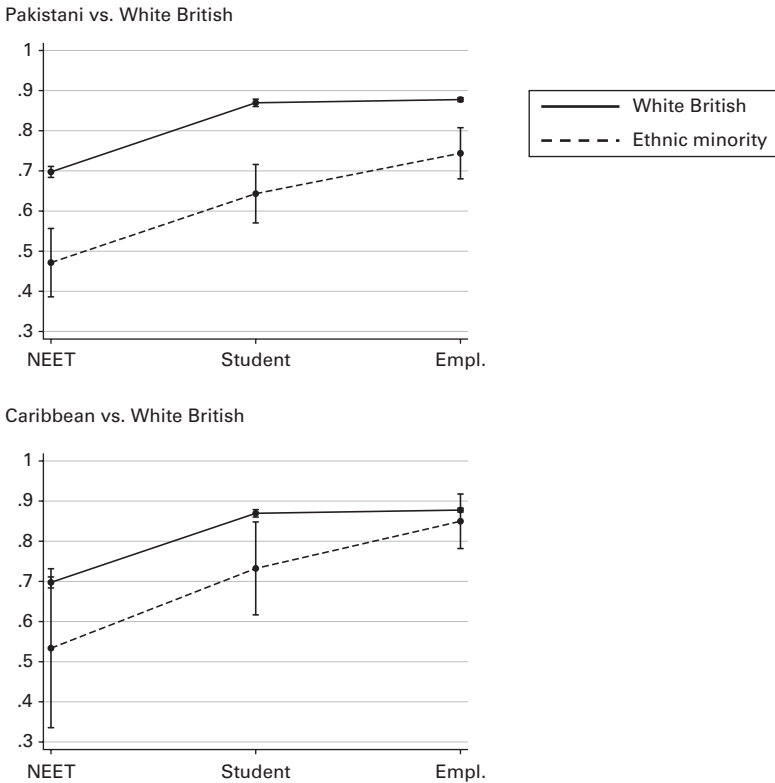 Pakistani vs. White British
1
.9
.8
.7
.6
.5
.4
.3
NEET Student Empl.
White British
Ethnic minority
Caribbean vs. White British
1
.9
.8
.7
.6
.5
.4
.3
NEET Student Empl.